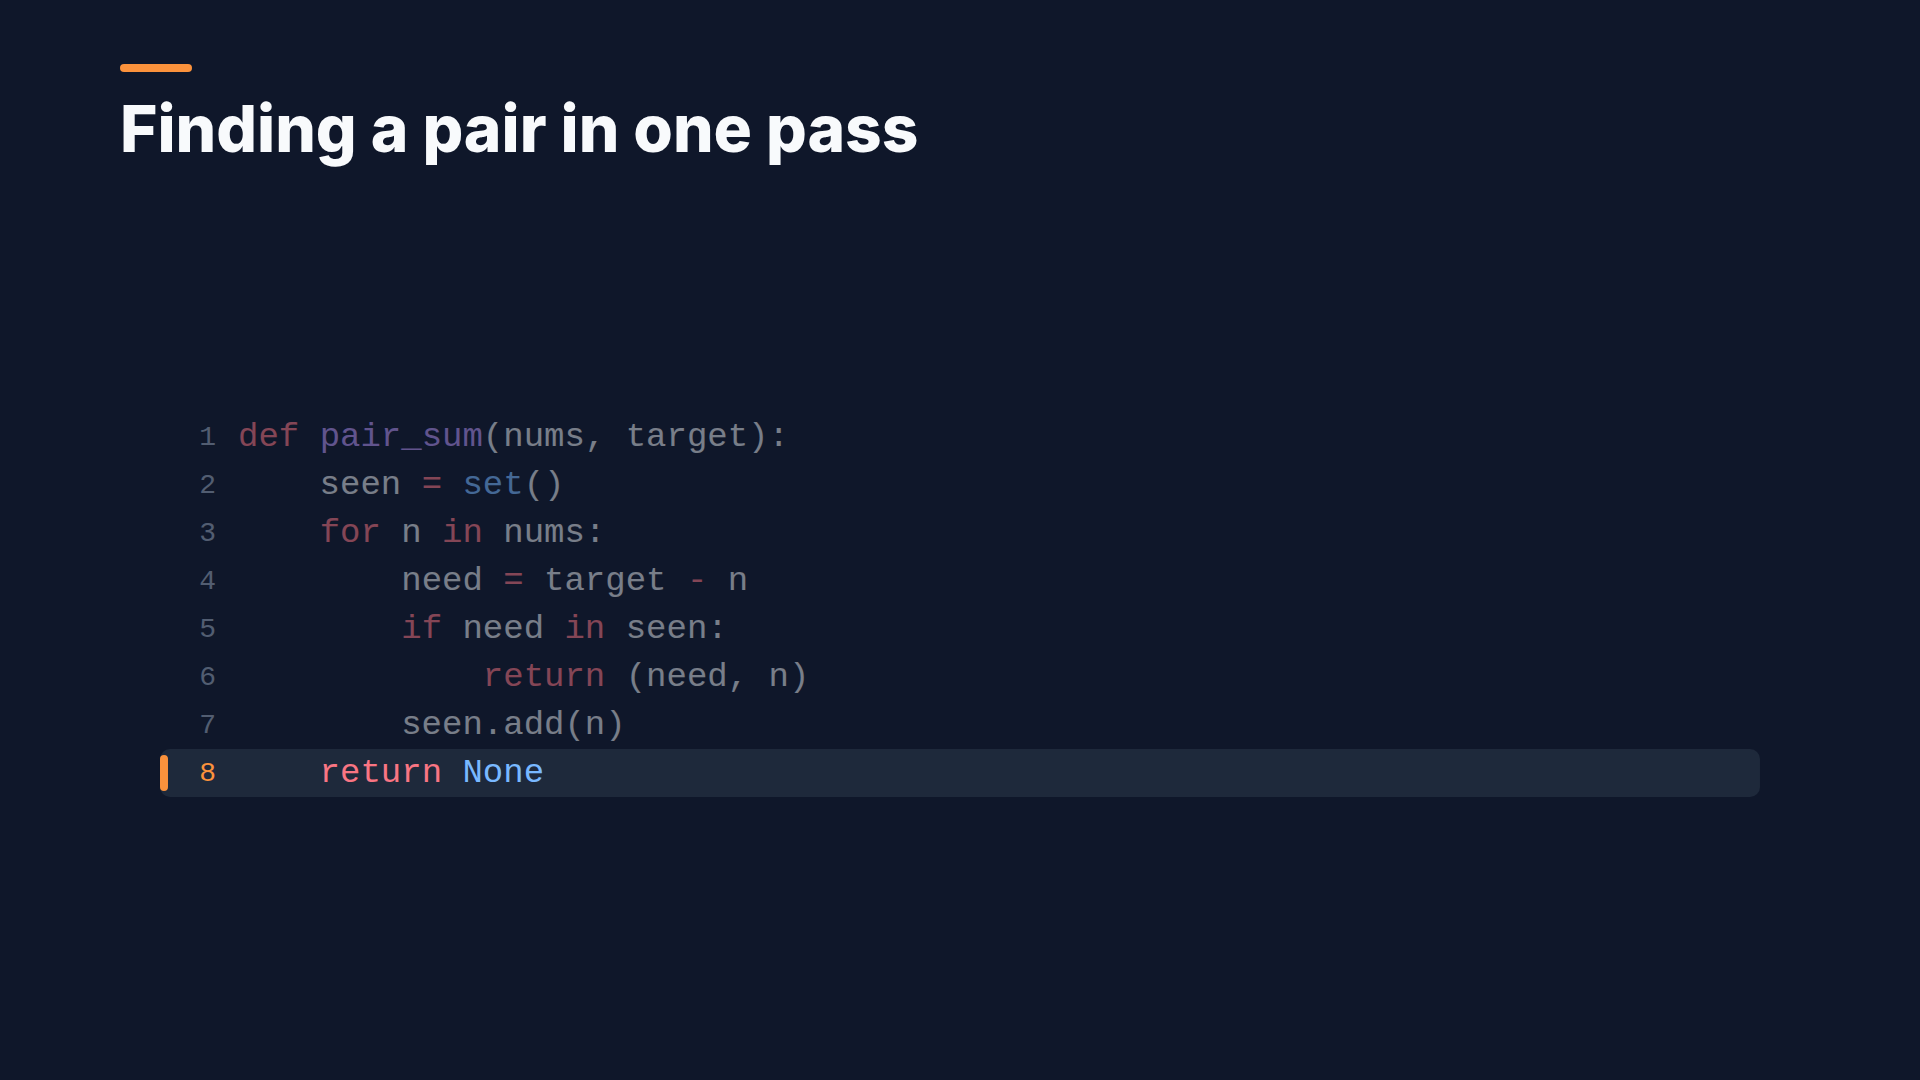 Finding a pair in one pass
1 def pair_sum(nums, target):
2     seen = set()
3     for n in nums:
4         need = target - n
5         if need in seen:
6             return (need, n)
7         seen.add(n)
8     return None